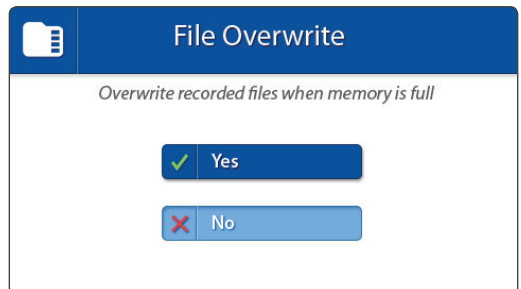 File Overwrite
Overwrite recorded files when memory is full
Yes
No